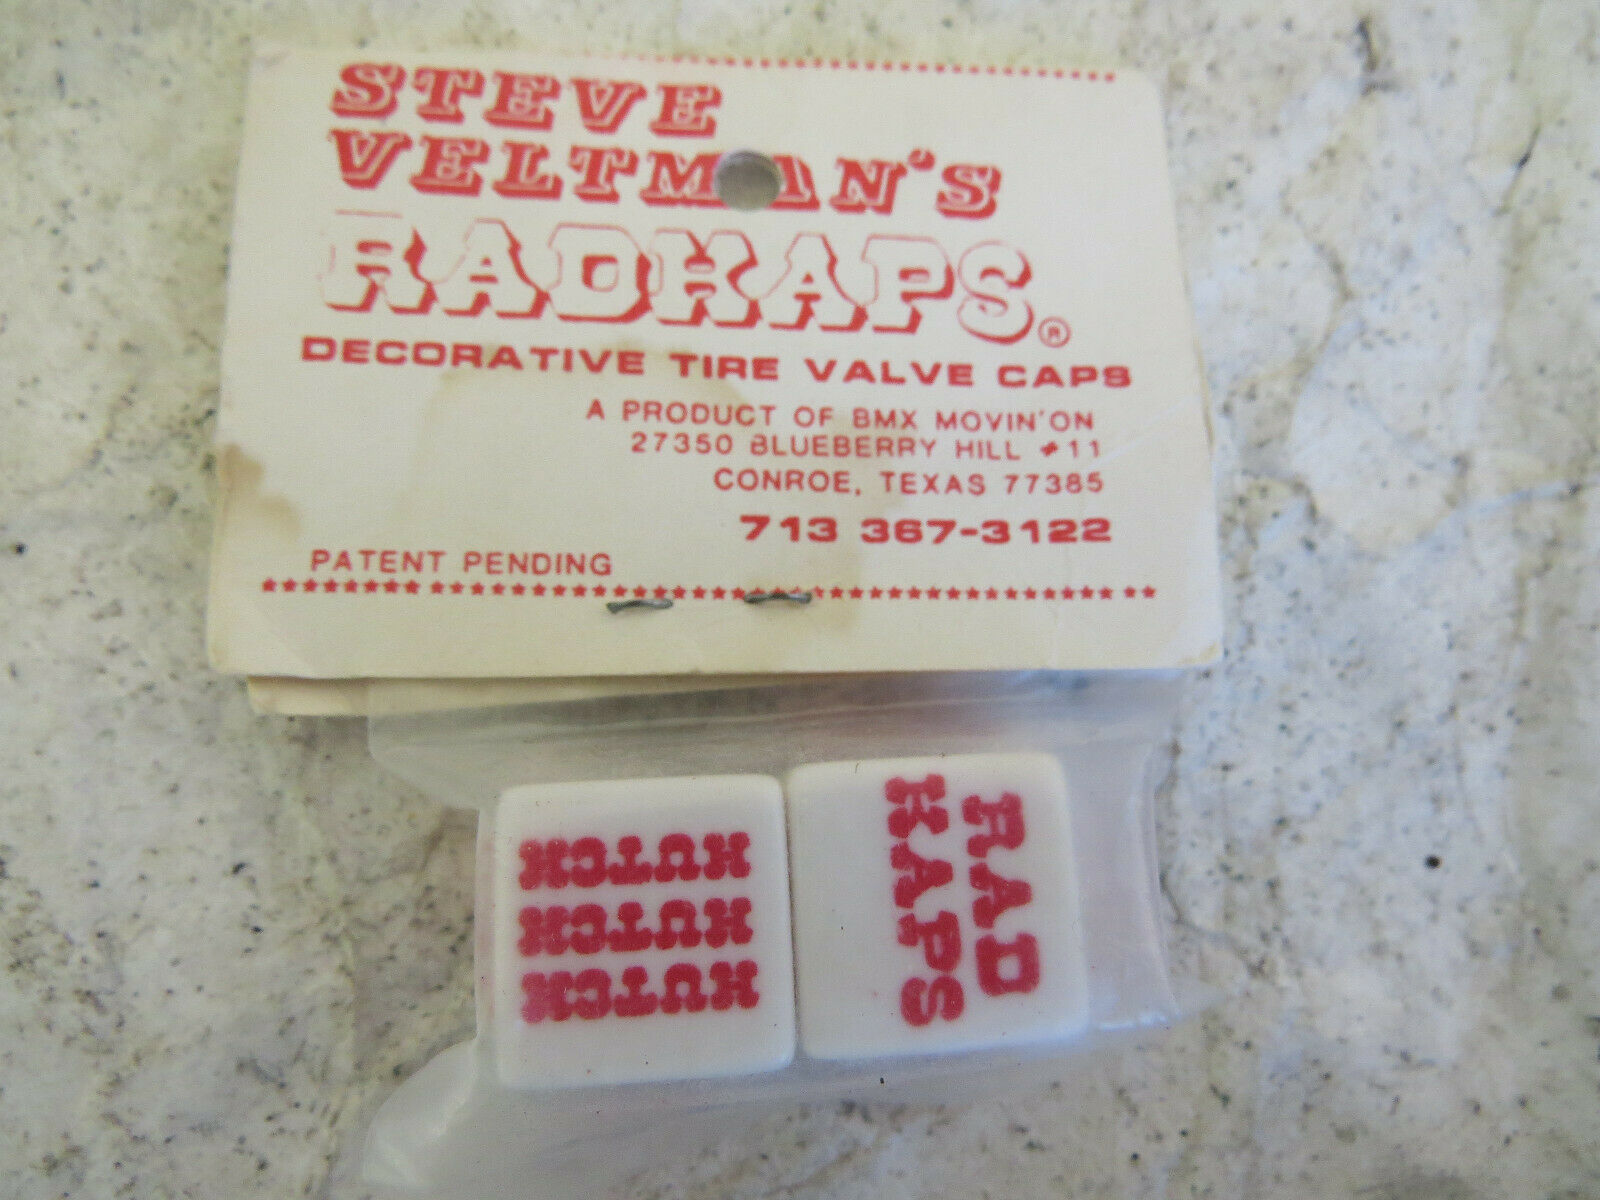 STEVE
VELTMAN'S
RADKAPS®
DECORATIVE TIRE VALVE CAPS
A PRODUCT OF BMX MOVIN'ON
27350 BLUEBERRY HILL #11
CONROE, TEXAS 77385
713 367-3122
PATENT PENDING
HUTCH
HUTCH
HUTCH
RAD
KAPS